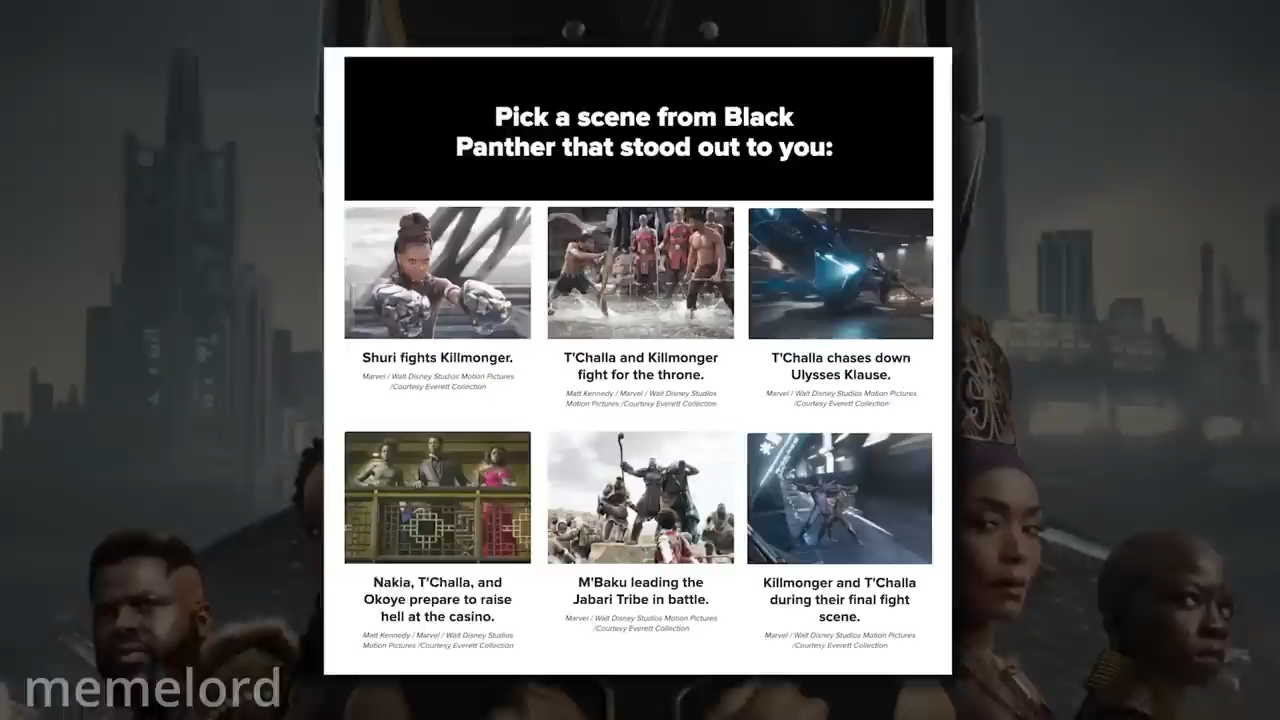 Pick a scene from Black
Panther that stood out to you:
Shuri fights Killmonger.
Marvel / Walt Disney Studios Motion Pictures
/Courtesy Everett Collection
T'Challa and Killmonger
fight for the throne.
Matt Kennedy / Marvel / Walt Disney Studios
Motion Pictures /Courtesy Everett Collection
T'Challa chases down
Ulysses Klause.
Marvel / Walt Disney Studios Motion Pictures
/Courtesy Everett Collection
Nakia, T'Challa, and
Okoye prepare to raise
hell at the casino.
Matt Kennedy / Marvel / Walt Disney Studios
Motion Pictures /Courtesy Everett Collection
M'Baku leading the
Jabari Tribe in battle.
Marvel / Walt Disney Studios Motion Pictures
/Courtesy Everett Collection
Killmonger and T'Challa
during their final fight
scene.
Marvel / Walt Disney Studios Motion Pictures
/Courtesy Everett Collection
memelord